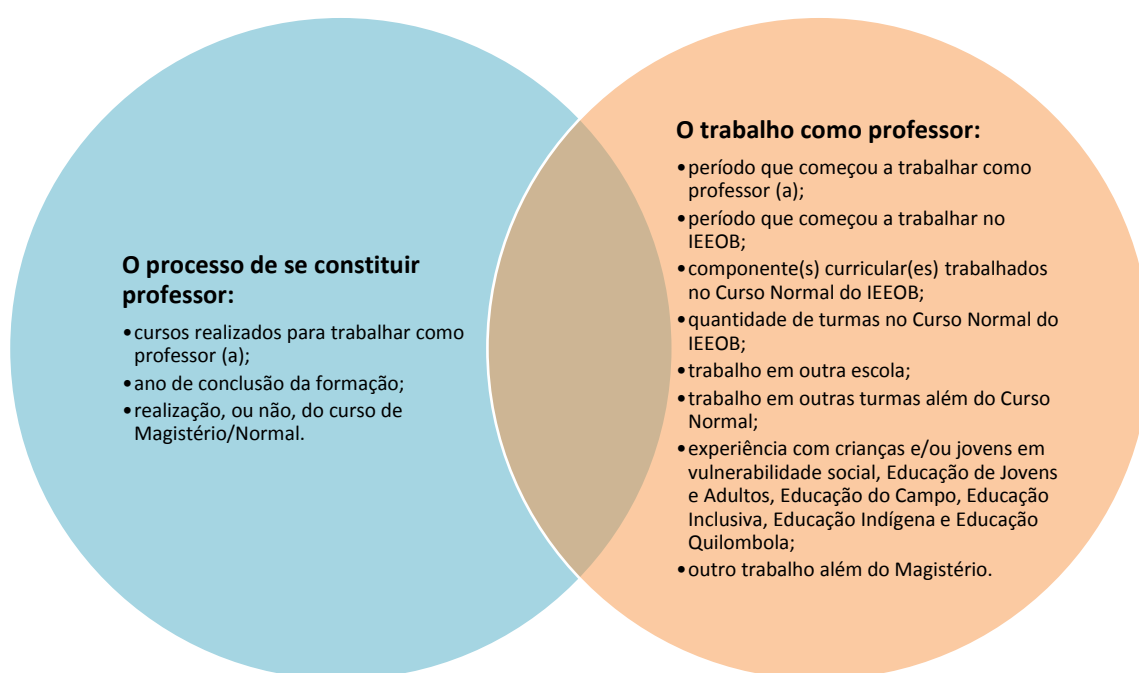 O processo de se constituir
professor:
•cursos realizados para trabalhar como
professor (a);
•ano de conclusão da formação;
•realização, ou não, do curso de
Magistério/Normal.
O trabalho como professor:
•período que começou a trabalhar como
professor (a);
•período que começou a trabalhar no
IEEOB;
•componente(s) curricular(es) trabalhados
no Curso Normal do IEEOB;
•quantidade de turmas no Curso Normal do
IEEOB;
•trabalho em outra escola;
•trabalho em outras turmas além do Curso
Normal;
•experiência com crianças e/ou jovens em
vulnerabilidade social, Educação de Jovens
e Adultos, Educação do Campo, Educação
Inclusiva, Educação Indígena e Educação
Quilombola;
•outro trabalho além do Magistério.